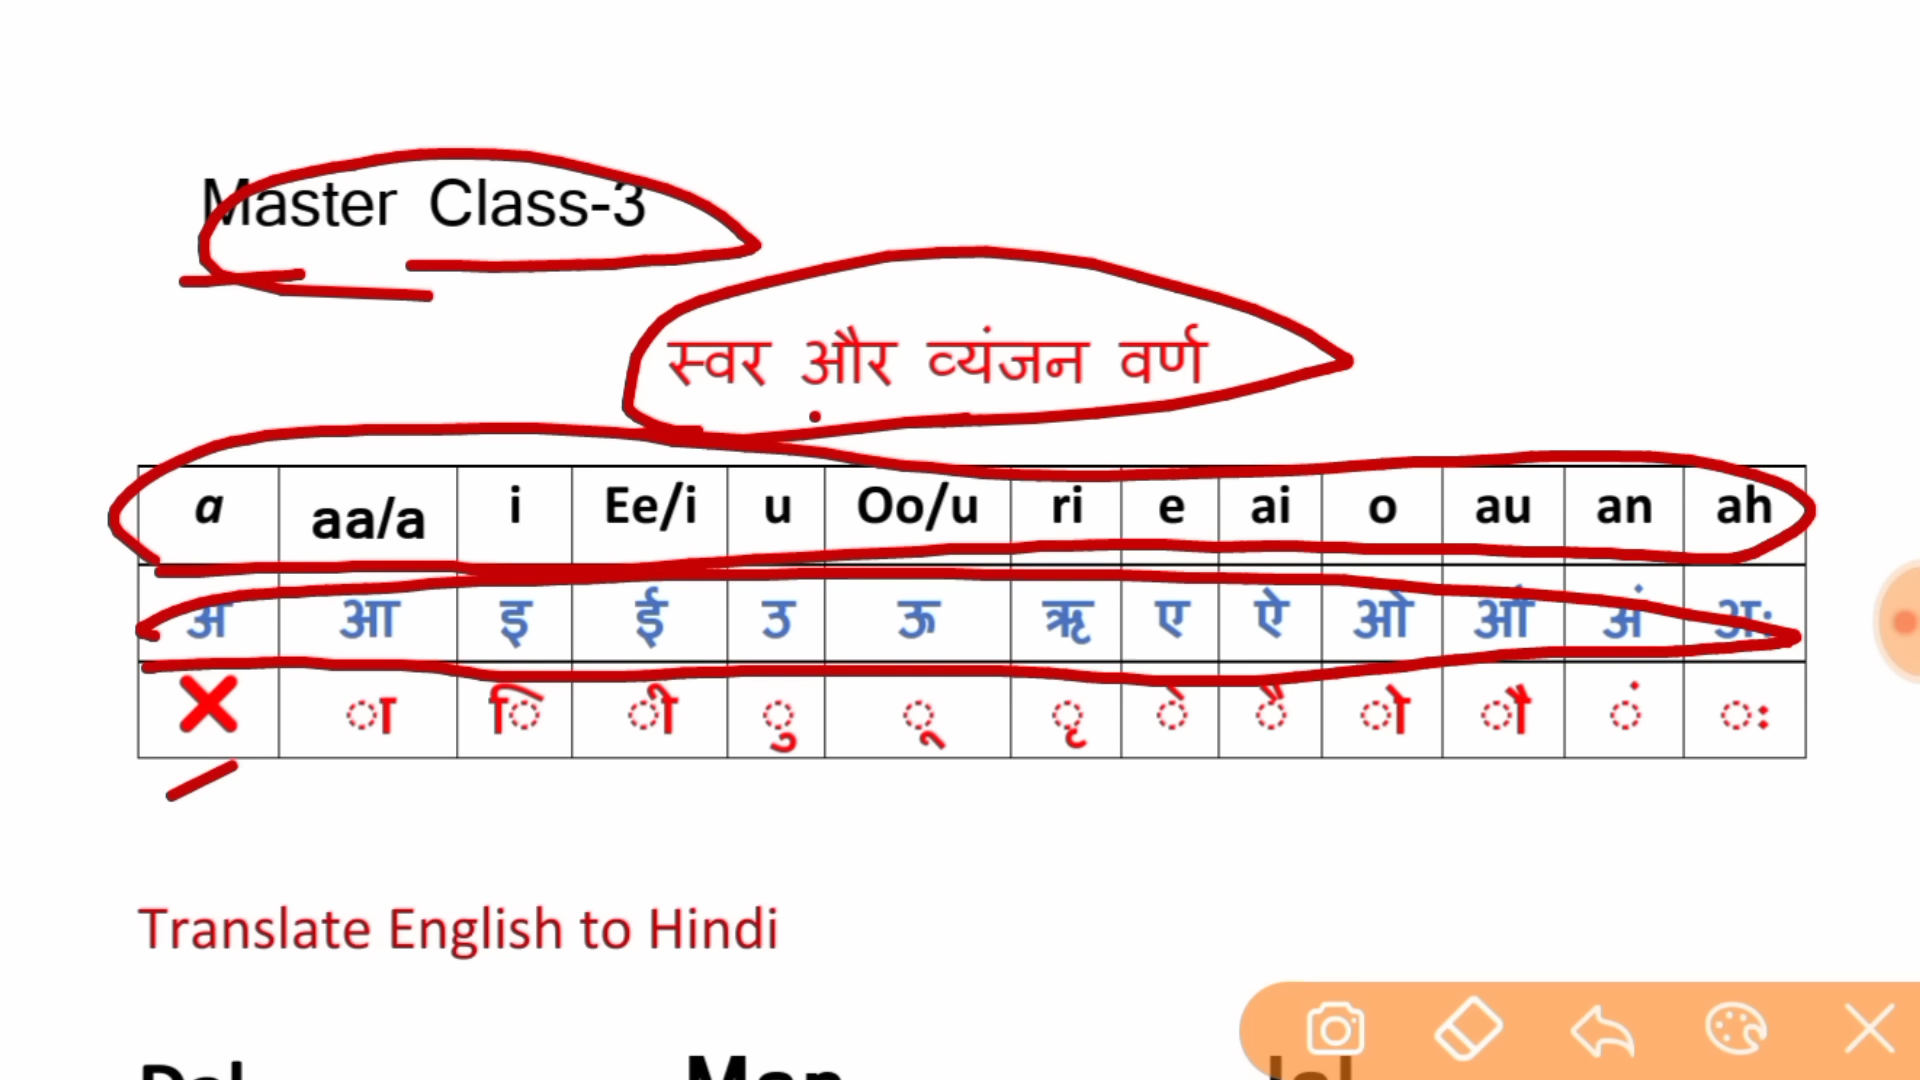 Master Class-3
स्वर और व्यंजन वर्ण
a aa/a i Ee/i u Oo/u ri e ai o au an ah
अ आ इ ई उ ऊ ऋ ए ऐ ओ औ अं अः
❌ ा ि ी ु ू ृ े ै ो ौ ं ः
Translate English to Hindi